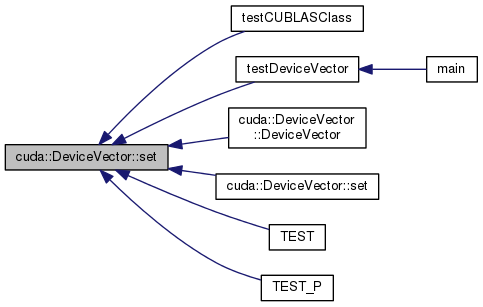 testCUBLASClass
testDeviceVector
main
cuda::DeviceVector
::DeviceVector
cuda::DeviceVector::set
cuda::DeviceVector::set
TEST
TEST_P